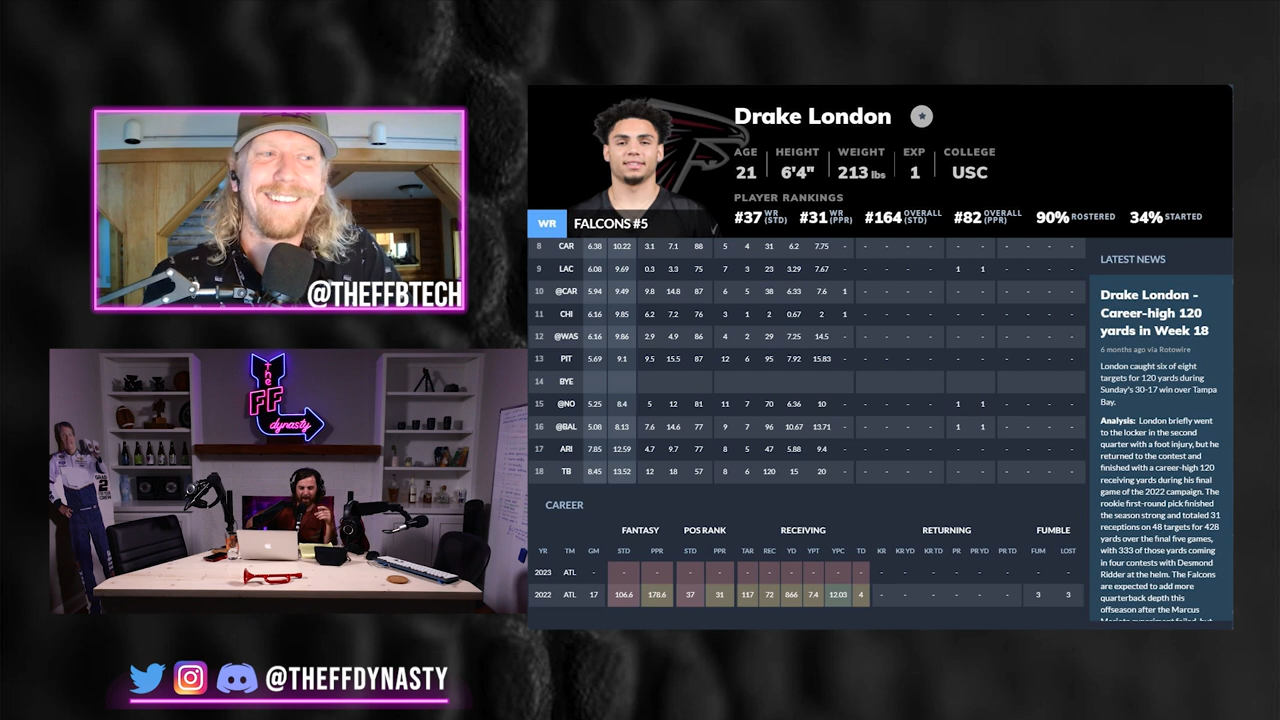 @THEFFBTECH
the
FF
dynasty
@THEFFDYNASTY
Drake London
AGE HEIGHT WEIGHT EXP COLLEGE
21 6'4" 213 lbs 1 USC
PLAYER RANKINGS
#37 WR (STD) #31 WR (PPR) #164 OVERALL (STD) #82 OVERALL (PPR) 90% ROSTERED 34% STARTED
WR FALCONS #5
8 CAR 6.38 10.22 3.1 7.1 88 5 4 31 6.2 7.75 - - - - - - - - - - -
9 LAC 6.08 9.69 0.3 3.3 75 7 3 23 3.29 7.67 - - - - - 1 1 - - - -
10 @CAR 5.94 9.49 9.8 14.8 87 6 5 38 6.33 7.6 1 - - - - - - - - - -
11 CHI 6.16 9.85 6.2 7.2 76 3 1 2 0.67 2 1 - - - - - - - - - -
12 @WAS 6.16 9.86 2.9 4.9 86 4 2 29 7.25 14.5 - - - - - - - - - - -
13 PIT 5.69 9.1 9.5 15.5 87 12 6 95 7.92 15.83 - - - - - - - - - - -
14 BYE
15 @NO 5.25 8.4 5 12 81 11 7 70 6.36 10 - - - - - 1 1 - - - -
16 @BAL 5.08 8.13 7.6 14.6 77 9 7 96 10.67 13.71 - - - - - 1 1 - - - -
17 ARI 7.85 12.59 4.7 9.7 77 8 5 47 5.88 9.4 - - - - - - - - - - -
18 TB 8.45 13.52 12 18 57 8 6 120 15 20 - - - - - - - - - - -
CAREER
FANTASY POS RANK RECEIVING RETURNING FUMBLE
YR TM GM STD PPR STD PPR TAR REC YD YPT YPC TD KR KR YD KR TD PR PR YD PR TD FUM LOST
2023 ATL - - - - - - - - - - - - - - - - - - -
2022 ATL 17 106.6 178.6 37 31 117 72 866 7.4 12.03 4 - - - - - - 3 3
LATEST NEWS
Drake London -
Career-high 120
yards in Week 18
6 months ago via Rotowire
London caught six of eight
targets for 120 yards during
Sunday's 30-17 win over Tampa
Bay.
Analysis: London briefly went
to the locker in the second
quarter with a foot injury, but he
returned to the contest and
finished with a career-high 120
receiving yards during his final
game of the 2022 campaign. The
rookie first-round pick finished
the season strong and totaled 31
receptions on 48 targets for 428
yards over the final five games,
with 333 of those yards coming
in four contests with Desmond
Ridder at the helm. The Falcons
are expected to add more
quarterback depth this
offseason after the Marcus